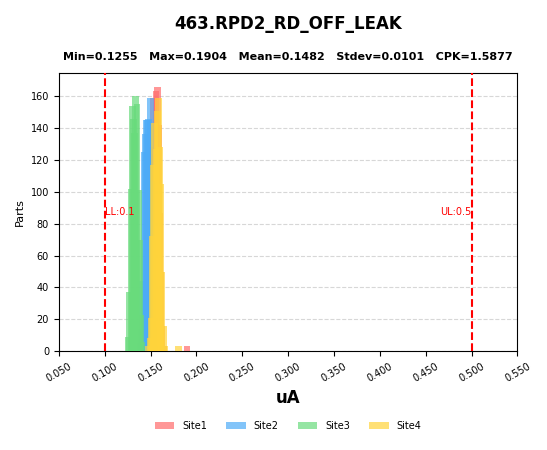 463.RPD2_RD_OFF_LEAK
Min=0.1255 Max=0.1904 Mean=0.1482 Stdev=0.0101 CPK=1.5877
160
140
120
100
80
60
40
20
0
Parts
LL:0.1
UL:0.5
0.050 0.100 0.150 0.200 0.250 0.300 0.350 0.400 0.450 0.500 0.550
uA
Site1 Site2 Site3 Site4